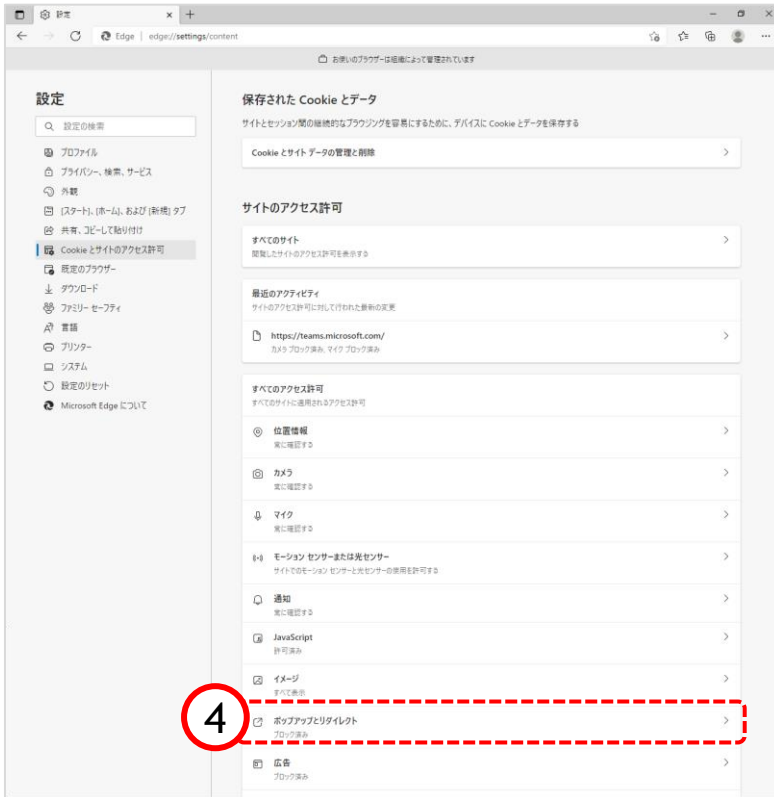 設定
Edge | edge://settings/content
お使いのブラウザーは組織によって管理されています
設定
設定の検索
プロファイル
プライバシー、検索、サービス
外観
[スタート]、[ホーム]、および [新規] タブ
共有、コピーして貼り付け
Cookie とサイトのアクセス許可
既定のブラウザー
ダウンロード
ファミリー セーフティ
言語
プリンター
システム
設定のリセット
Microsoft Edge について
保存された Cookie とデータ
サイトとセッション間の継続的なブラウジングを容易にするために、デバイスに Cookie とデータを保存する
Cookie とサイト データの管理と削除
サイトのアクセス許可
すべてのサイト
閲覧したサイトのアクセス許可を表示する
最近のアクティビティ
サイトのアクセス許可に対して行われた最新の変更
https://teams.microsoft.com/
カメラ ブロック済み, マイク ブロック済み
すべてのアクセス許可
すべてのサイトに適用されるアクセス許可
位置情報
常に確認する
カメラ
常に確認する
マイク
常に確認する
モーション センサーまたは光センサー
サイトでのモーション センサーと光センサーの使用を許可する
通知
常に確認する
JavaScript
許可済み
イメージ
すべて表示
4
ポップアップとリダイレクト
ブロック済み
広告
ブロック済み